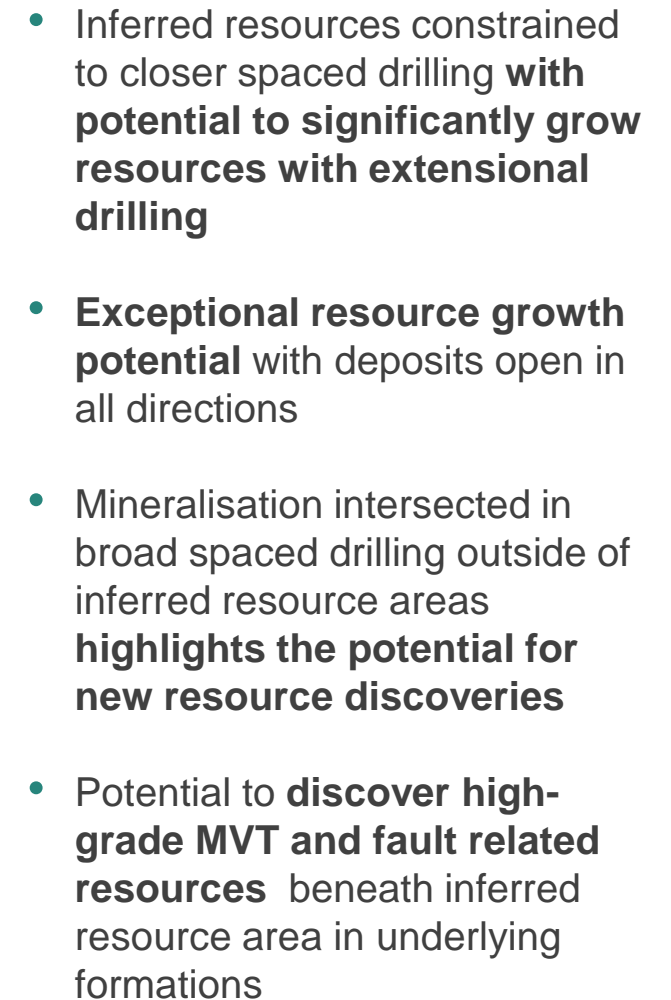 • Inferred resources constrained
to closer spaced drilling with
potential to significantly grow
resources with extensional
drilling
• Exceptional resource growth
potential with deposits open in
all directions
• Mineralisation intersected in
broad spaced drilling outside of
inferred resource areas
highlights the potential for
new resource discoveries
• Potential to discover high-
grade MVT and fault related
resources  beneath inferred
resource area in underlying
formations